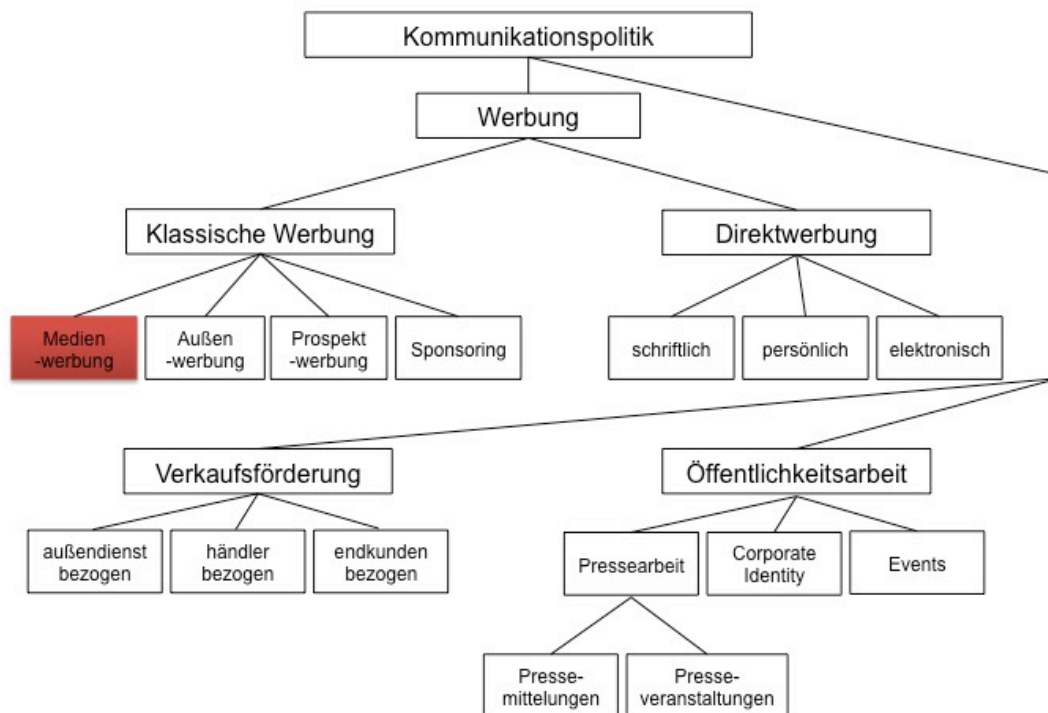 Kommunikationspolitik
Werbung
Klassische Werbung
Direktwerbung
Medien
-werbung
Außen
-werbung
Prospekt
-werbung
Sponsoring
schriftlich
persönlich
elektronisch
Verkaufsförderung
Öffentlichkeitsarbeit
außendienst
bezogen
händler
bezogen
endkunden
bezogen
Pressearbeit
Corporate
Identity
Events
Presse-
mittelungen
Presse-
veranstaltungen